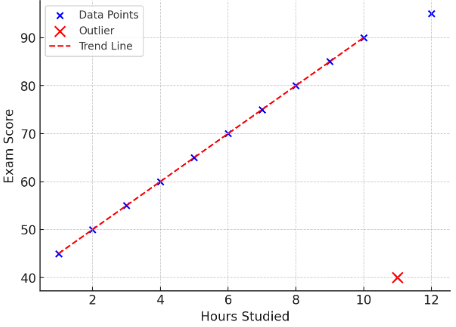 Data Points
Outlier
Trend Line
90
80
70
60
50
40
Exam Score
2 4 6 8 10 12
Hours Studied